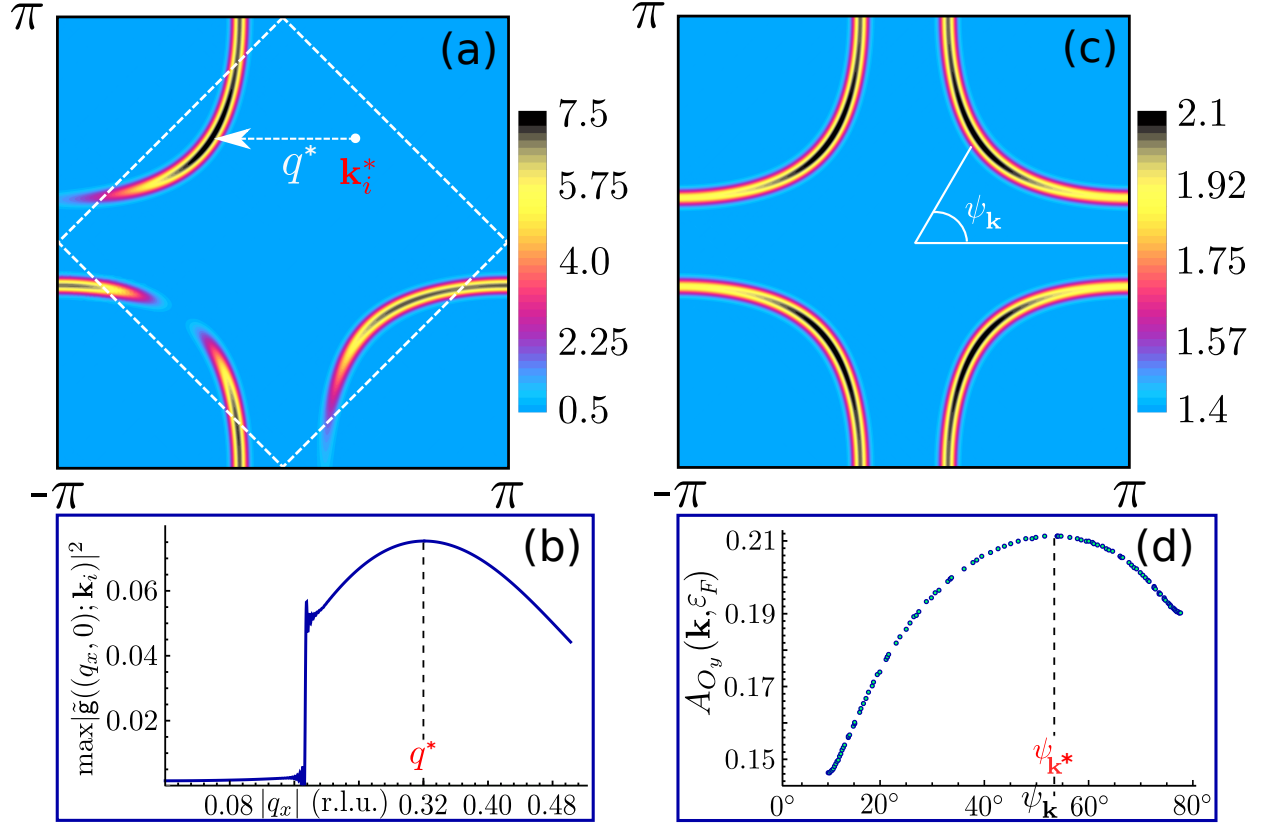 π
(a)
q*
k*i
-π
π
7.5
5.75
4.0
2.25
0.5
π
(c)
ψk
-π
π
2.1
1.92
1.75
1.57
1.4
(b)
max|g̃((qx, 0); ki)|²
0.06
0.04
0.02
q*
0.08 |qx| (r.l.u.) 0.32 0.40 0.48
(d)
AOy(k, εF)
0.21
0.19
0.17
0.15
ψk*
0° 20° 40° ψk 60° 80°